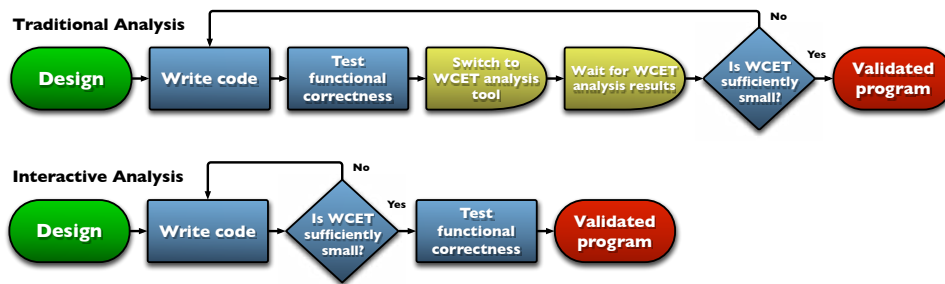 Traditional Analysis
No
Design
Write code
Test
functional
correctness
Switch to
WCET analysis
tool
Wait for WCET
analysis results
Is WCET
sufficiently
small?
Yes
Validated
program
Interactive Analysis
No
Design
Write code
Is WCET
sufficiently
small?
Yes
Test
functional
correctness
Validated
program